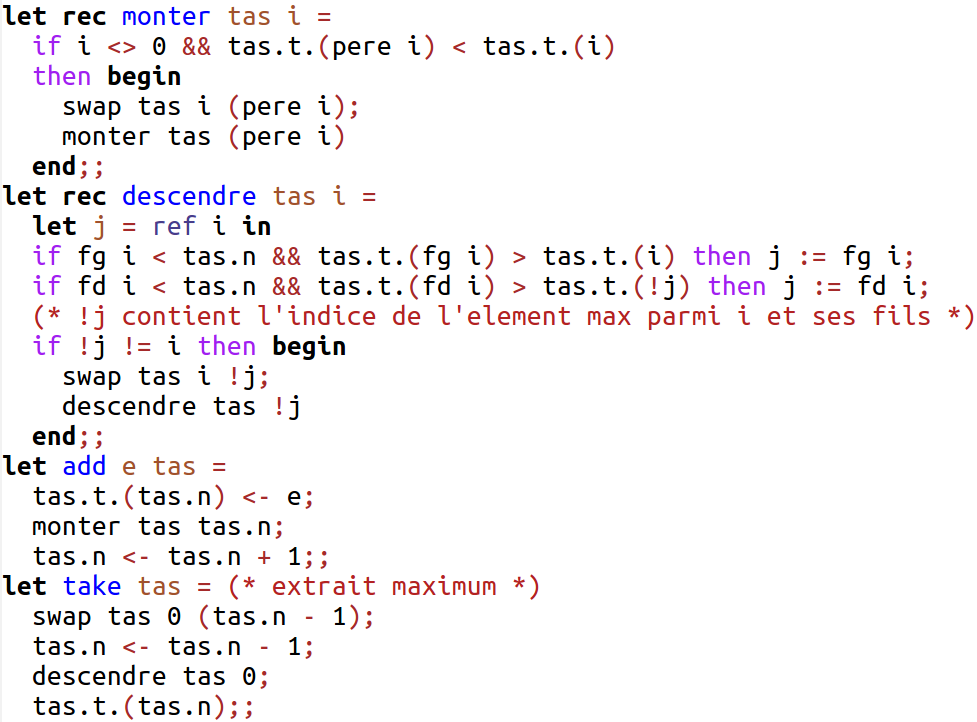 let rec monter tas i =
  if i <> 0 && tas.t.(pere i) < tas.t.(i)
  then begin
    swap tas i (pere i);
    monter tas (pere i)
  end;;
let rec descendre tas i =
  let j = ref i in
  if fg i < tas.n && tas.t.(fg i) > tas.t.(i) then j := fg i;
  if fd i < tas.n && tas.t.(fd i) > tas.t.(!j) then j := fd i;
  (* !j contient l'indice de l'element max parmi i et ses fils *)
  if !j != i then begin
    swap tas i !j;
    descendre tas !j
  end;;
let add e tas =
  tas.t.(tas.n) <- e;
  monter tas tas.n;
  tas.n <- tas.n + 1;;
let take tas = (* extrait maximum *)
  swap tas 0 (tas.n - 1);
  tas.n <- tas.n - 1;
  descendre tas 0;
  tas.t.(tas.n);;